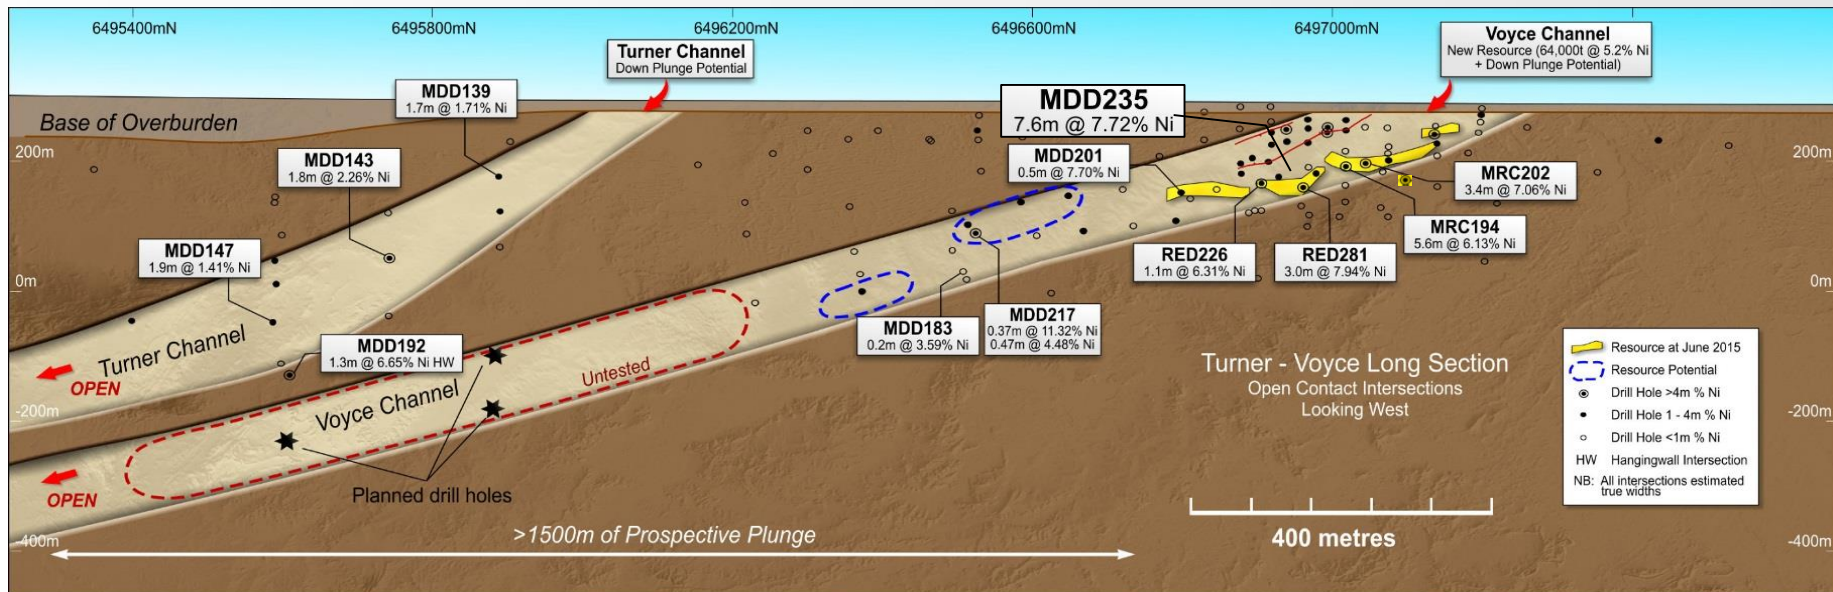 6495400mN
6495800mN
6496200mN
6496600mN
6497000mN
Turner Channel
Down Plunge Potential
Voyce Channel
New Resource (64,000t @ 5.2% Ni
+ Down Plunge Potential)
MDD139
1.7m @ 1.71% Ni
MDD235
7.6m @ 7.72% Ni
Base of Overburden
200m
200m
MDD143
1.8m @ 2.26% Ni
MDD201
0.5m @ 7.70% Ni
MRC202
3.4m @ 7.06% Ni
MRC194
5.6m @ 6.13% Ni
MDD147
1.9m @ 1.41% Ni
RED226
1.1m @ 6.31% Ni
RED281
3.0m @ 7.94% Ni
0m
0m
MDD183
0.2m @ 3.59% Ni
MDD217
0.37m @ 11.32% Ni
0.47m @ 4.48% Ni
Turner Channel
OPEN
MDD192
1.3m @ 6.65% Ni HW
Untested
Voyce Channel
Turner - Voyce Long Section
Open Contact Intersections
Looking West
Resource at June 2015
Resource Potential
Drill Hole >4m % Ni
Drill Hole 1 - 4m % Ni
Drill Hole <1m % Ni
HW Hangingwall Intersection
NB: All intersections estimated
true widths
-200m
-200m
OPEN
Planned drill holes
>1500m of Prospective Plunge
400 metres
-400m
-400m